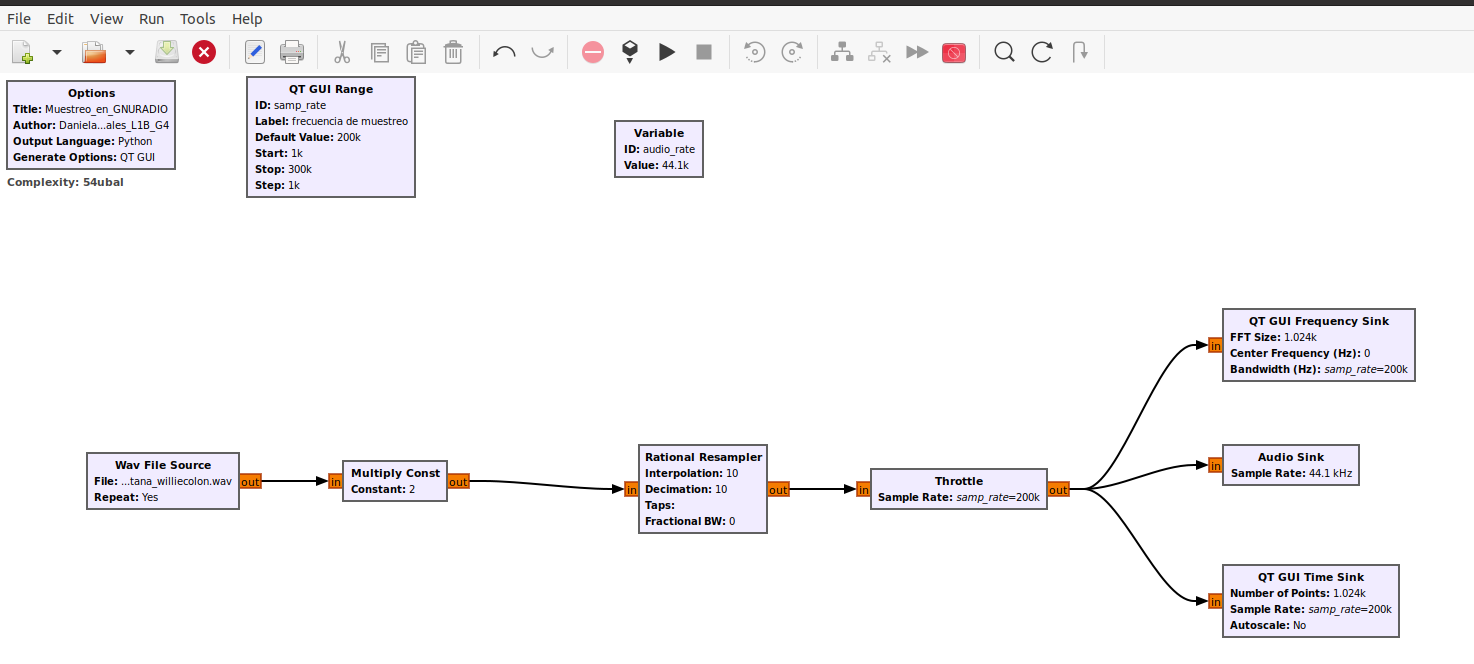 File Edit View Run Tools Help
Options
Title: Muestreo_en_GNURADIO
Author: Daniela...ales_L1B_G4
Output Language: Python
Generate Options: QT GUI
Complexity: 54ubal
QT GUI Range
ID: samp_rate
Label: frecuencia de muestreo
Default Value: 200k
Start: 1k
Stop: 300k
Step: 1k
Variable
ID: audio_rate
Value: 44.1k
Wav File Source
File: ...tana_williecolon.wav
Repeat: Yes
out
in
Multiply Const
Constant: 2
out
in
Rational Resampler
Interpolation: 10
Decimation: 10
Taps:
Fractional BW: 0
out
in
Throttle
Sample Rate: samp_rate=200k
out
in
QT GUI Frequency Sink
FFT Size: 1.024k
Center Frequency (Hz): 0
Bandwidth (Hz): samp_rate=200k
in
Audio Sink
Sample Rate: 44.1 kHz
in
QT GUI Time Sink
Number of Points: 1.024k
Sample Rate: samp_rate=200k
Autoscale: No